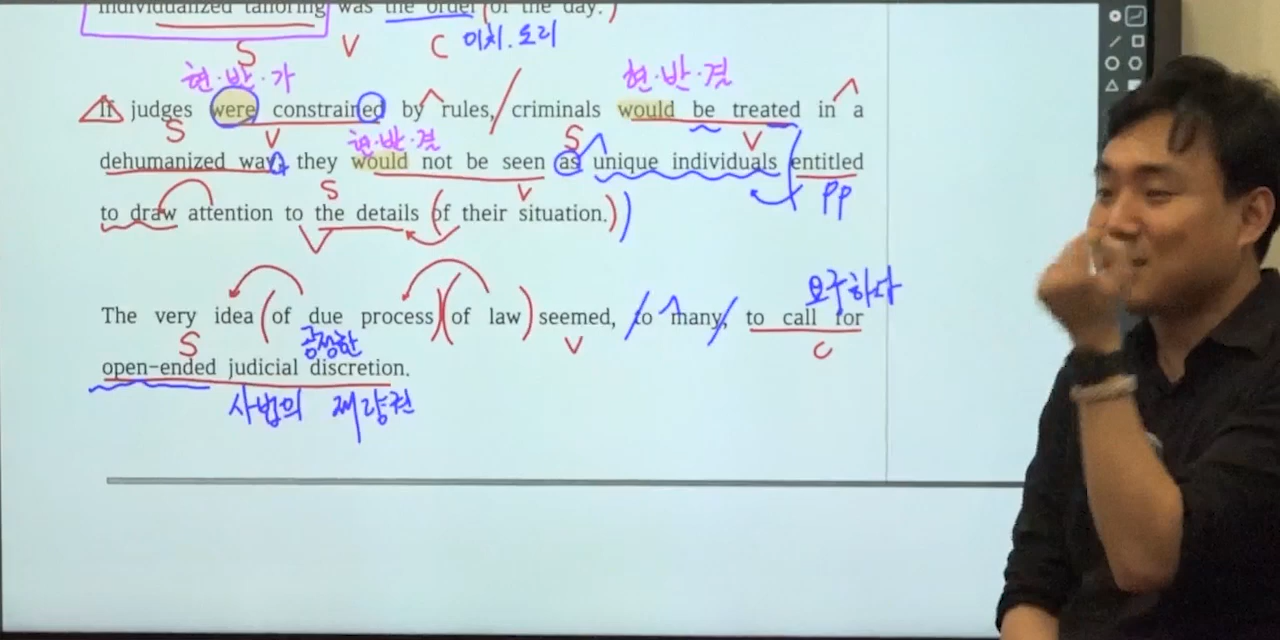 individualized tailoring was the order (of the day.)
S V C 이치.도리
현·반·가 현·반·결
If judges were constrained by rules, criminals would be treated in a
S V 현·반·결 S V
dehumanized way, they would not be seen as unique individuals entitled
S V PP
to draw attention to the details (of their situation.)
요구하다
The very idea (of due process)(of law) seemed, to many, to call for
S 공정한 V C
open-ended judicial discretion.
사법의 재량권